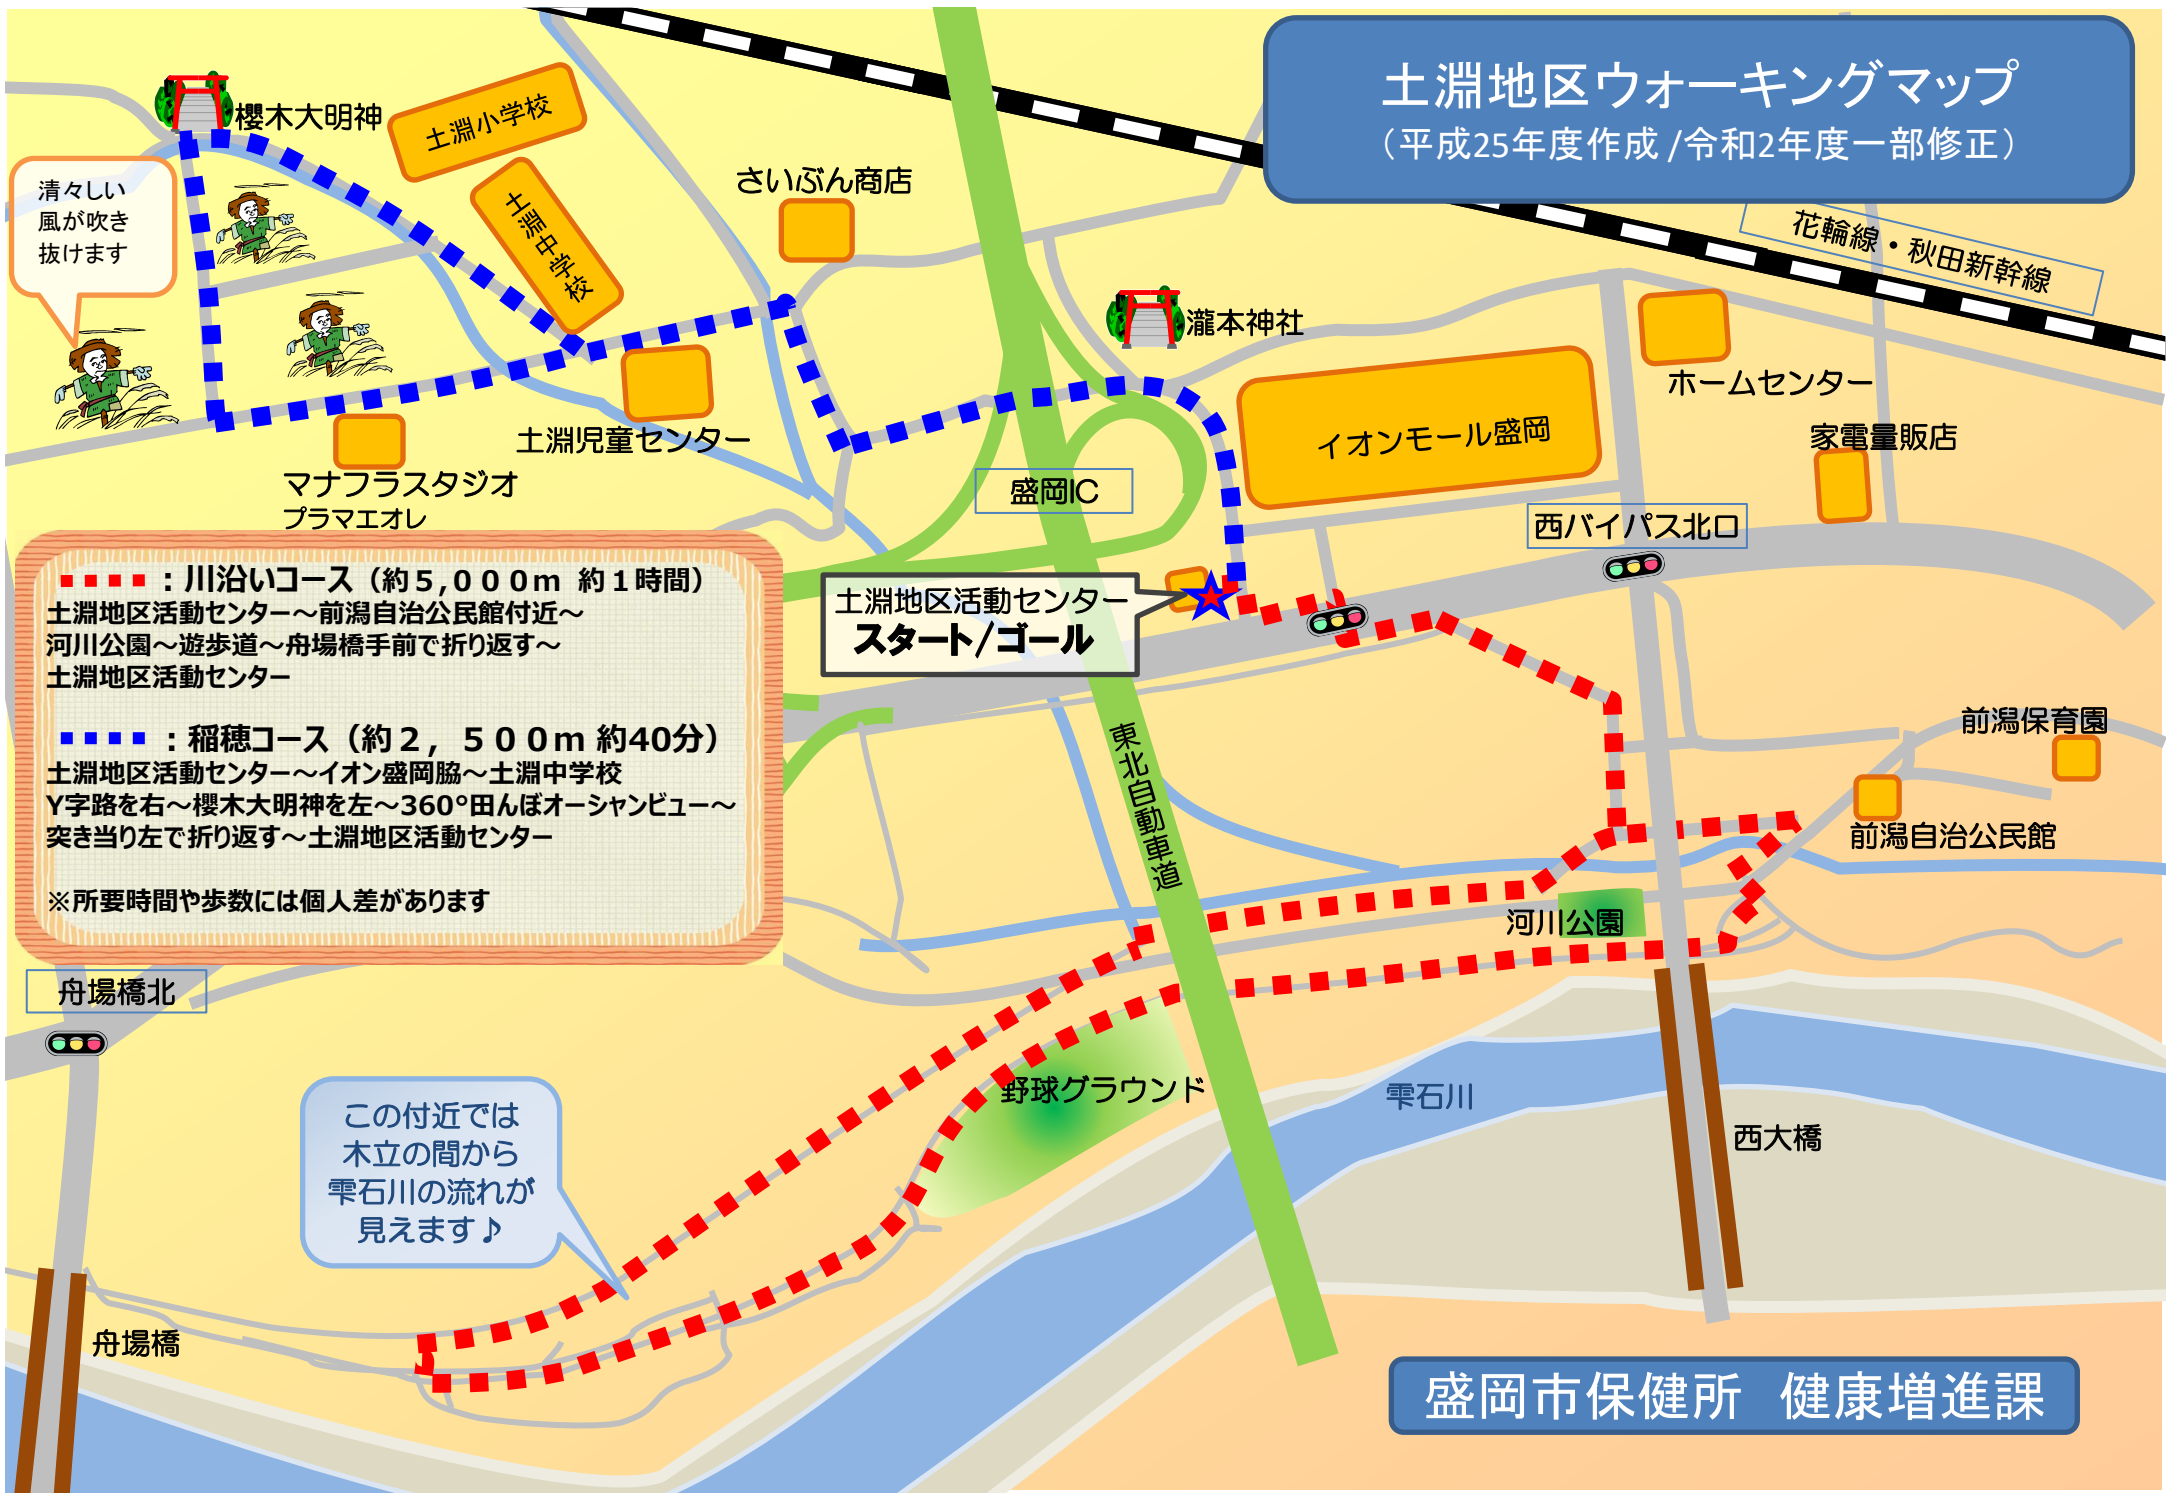 土淵地区ウォーキングマップ
（平成25年度作成/令和2年度一部修正）
櫻木大明神
土淵小学校
土淵中学校
さいぶん商店
清々しい
風が吹き
抜けます
花輪線・秋田新幹線
瀧本神社
ホームセンター
イオンモール盛岡
家電量販店
土淵児童センター
マナフラスタジオ
プラマエオレ
盛岡IC
西バイパス北口
：川沿いコース（約５,０００ｍ 約１時間）
土淵地区活動センター～前潟自治公民館付近～
河川公園～遊歩道～舟場橋手前で折り返す～
土淵地区活動センター
：稲穂コース（約２，５００ｍ 約40分）
土淵地区活動センター～イオン盛岡脇～土淵中学校
Y字路を右～櫻木大明神を左～360°田んぼオーシャンビュー～
突き当り左で折り返す～土淵地区活動センター
※所要時間や歩数には個人差があります
土淵地区活動センター
スタート/ゴール
東北自動車道
前潟保育園
前潟自治公民館
河川公園
舟場橋北
野球グラウンド
雫石川
西大橋
この付近では
木立の間から
雫石川の流れが
見えます♪
舟場橋
盛岡市保健所　健康増進課